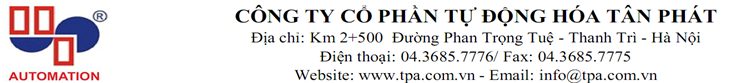 CÔNG TY CỔ PHẦN TỰ ĐỘNG HÓA TÂN PHÁT
Địa chỉ: Km 2+500 Đường Phan Trọng Tuệ - Thanh Trì - Hà Nội
Điện thoại: 04.3685.7776/ Fax: 04.3685.7775
Website: www.tpa.com.vn - Email: info@tpa.com.vn
®
AUTOMATION